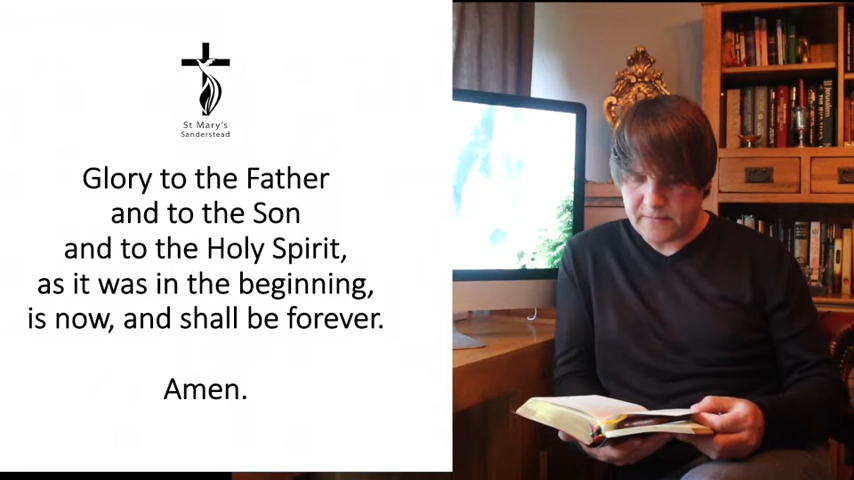 St Mary's
Sanderstead
Glory to the Father
and to the Son
and to the Holy Spirit,
as it was in the beginning,
is now, and shall be forever.
Amen.